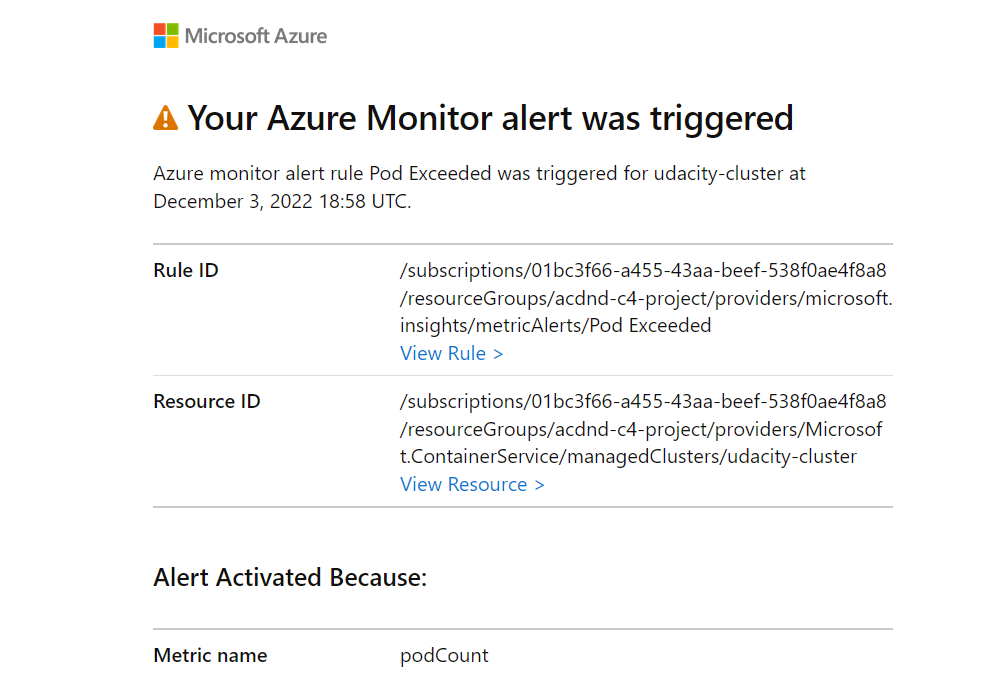 Microsoft Azure
Your Azure Monitor alert was triggered
Azure monitor alert rule Pod Exceeded was triggered for udacity-cluster at
December 3, 2022 18:58 UTC.
Rule ID
/subscriptions/01bc3f66-a455-43aa-beef-538f0ae4f8a8
/resourceGroups/acdnd-c4-project/providers/microsoft.
insights/metricAlerts/Pod Exceeded
View Rule >
Resource ID
/subscriptions/01bc3f66-a455-43aa-beef-538f0ae4f8a8
/resourceGroups/acdnd-c4-project/providers/Microsof
t.ContainerService/managedClusters/udacity-cluster
View Resource >
Alert Activated Because:
Metric name
podCount